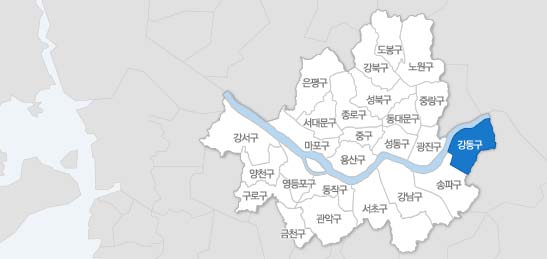 도봉구
강북구
노원구
은평구
성북구
중랑구
서대문구
종로구
동대문구
강서구
마포구
중구
성동구
광진구
강동구
용산구
양천구
영등포구
동작구
송파구
구로구
강남구
서초구
관악구
금천구